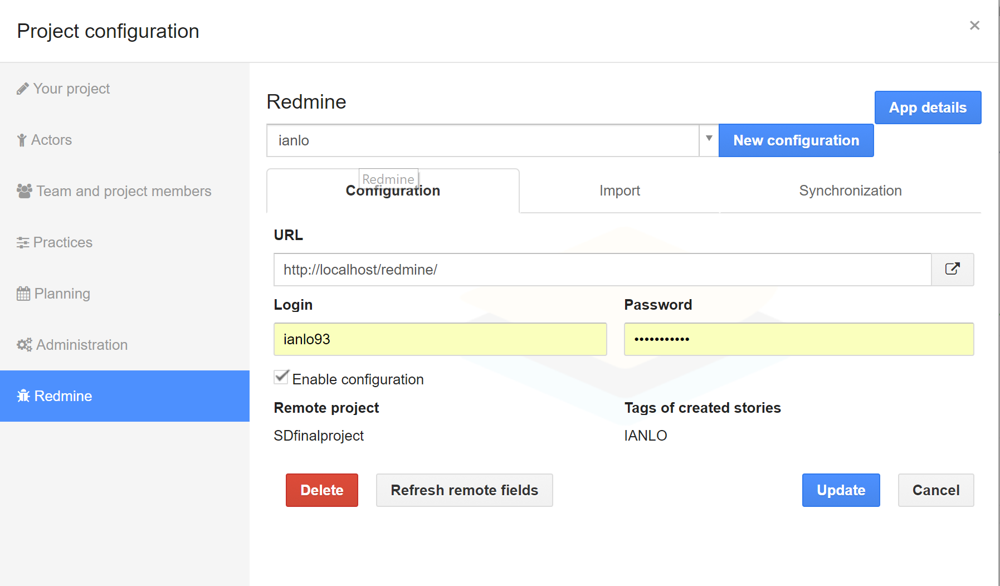 Project configuration
×
Your project
Actors
Team and project members
Practices
Planning
Administration
Redmine
Redmine
App details
ianlo
New configuration
Redmine
Configuration
Import
Synchronization
URL
http://localhost/redmine/
Login
Password
ianlo93
•••••••••••
Enable configuration
Remote project
Tags of created stories
SDfinalproject
IANLO
Delete
Refresh remote fields
Update
Cancel